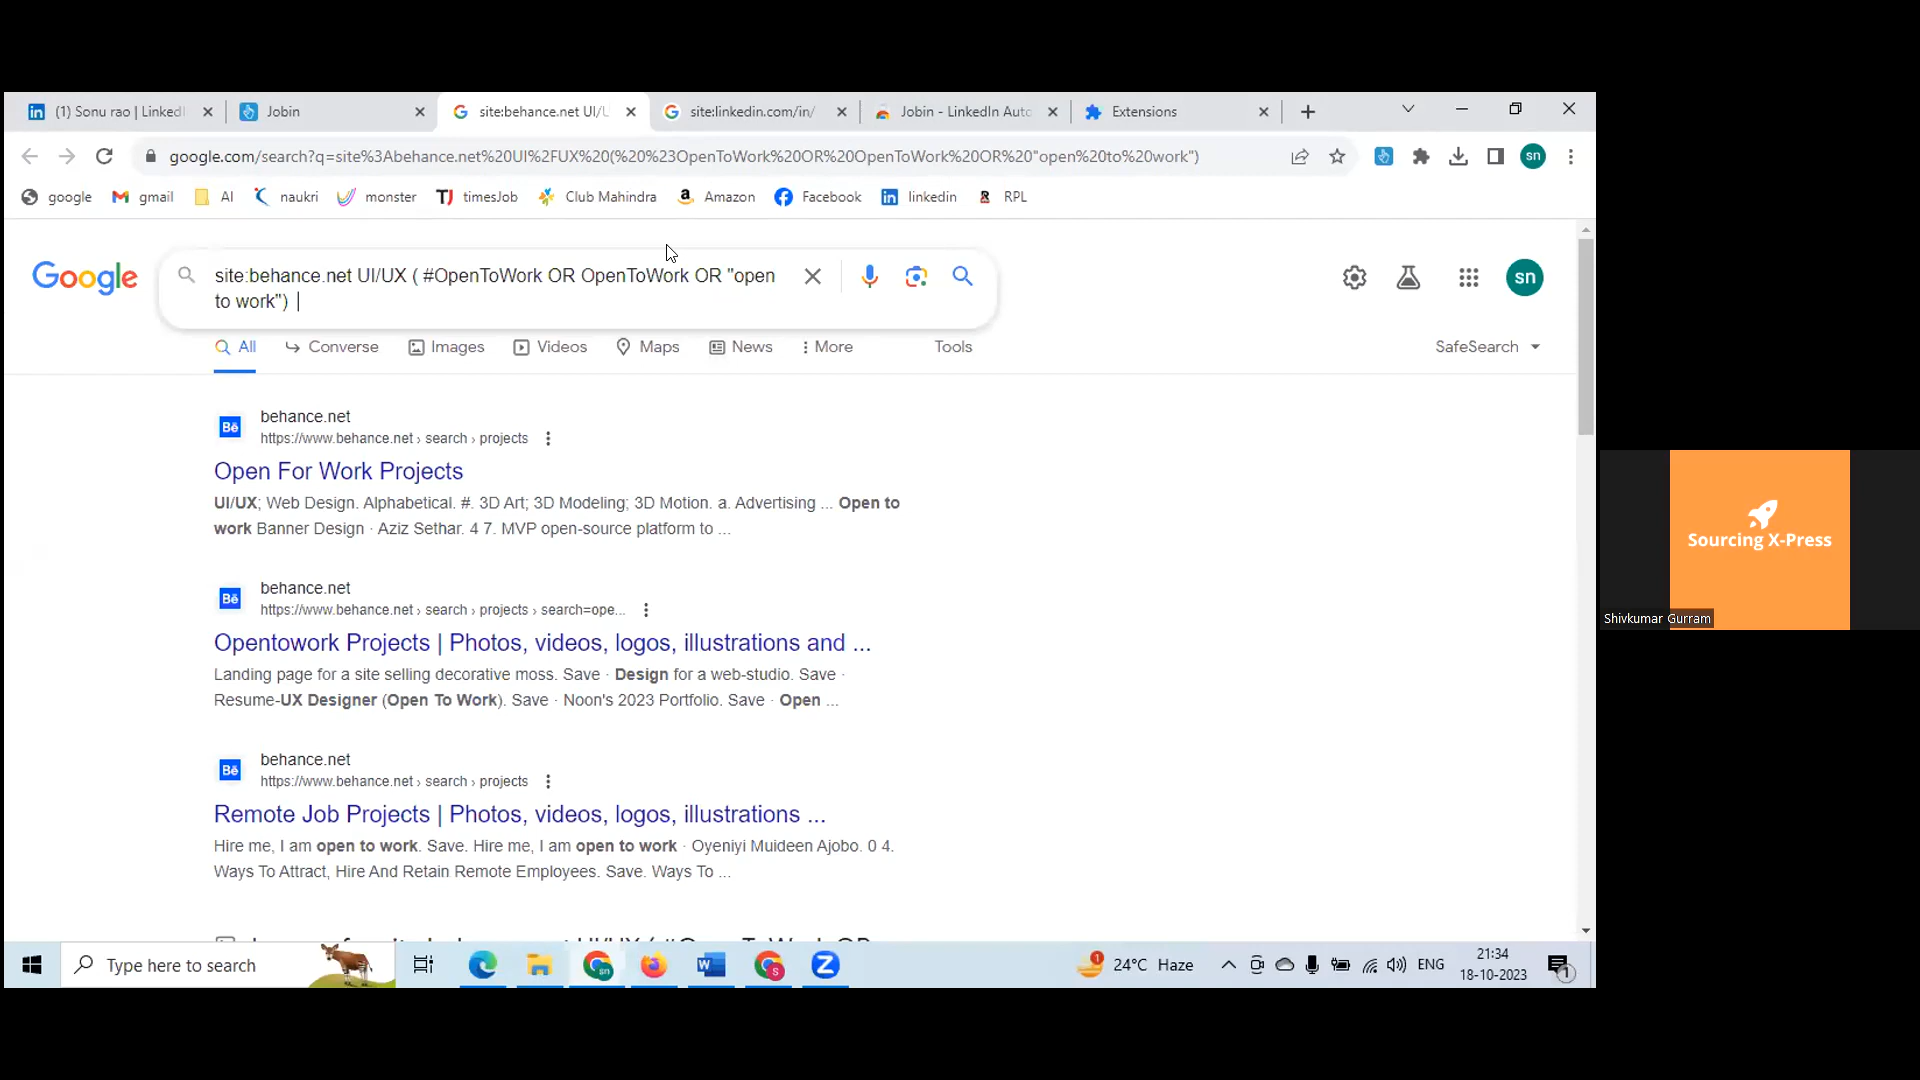 (1) Sonu rao | LinkedI
Jobin
site:behance.net UI/U
site:linkedin.com/in/
Jobin - LinkedIn Auto
Extensions
google.com/search?q=site%3Abehance.net%20UI%2FUX%20(%20%23OpenToWork%20OR%20OpenToWork%20OR%20"open%20to%20work")
sn
google
gmail
AI
naukri
monster
TJ timesJob
Club Mahindra
Amazon
Facebook
linkedin
RPL
Google
site:behance.net UI/UX ( #OpenToWork OR OpenToWork OR "open
to work")
sn
All
Converse
Images
Videos
Maps
News
More
Tools
SafeSearch
Bē
behance.net
https://www.behance.net › search › projects
Open For Work Projects
UI/UX; Web Design. Alphabetical. #. 3D Art; 3D Modeling; 3D Motion. a. Advertising ... Open to
work Banner Design · Aziz Sethar. 4 7. MVP open-source platform to ...
Bē
behance.net
https://www.behance.net › search › projects › search=ope...
Opentowork Projects | Photos, videos, logos, illustrations and ...
Landing page for a site selling decorative moss. Save · Design for a web-studio. Save ·
Resume-UX Designer (Open To Work). Save · Noon's 2023 Portfolio. Save · Open ...
Bē
behance.net
https://www.behance.net › search › projects
Remote Job Projects | Photos, videos, logos, illustrations ...
Hire me, I am open to work. Save. Hire me, I am open to work · Oyeniyi Muideen Ajobo. 0 4.
Ways To Attract, Hire And Retain Remote Employees. Save. Ways To ...
Sourcing X-Press
Shivkumar Gurram
Type here to search
24°C Haze
ENG
21:34
18-10-2023